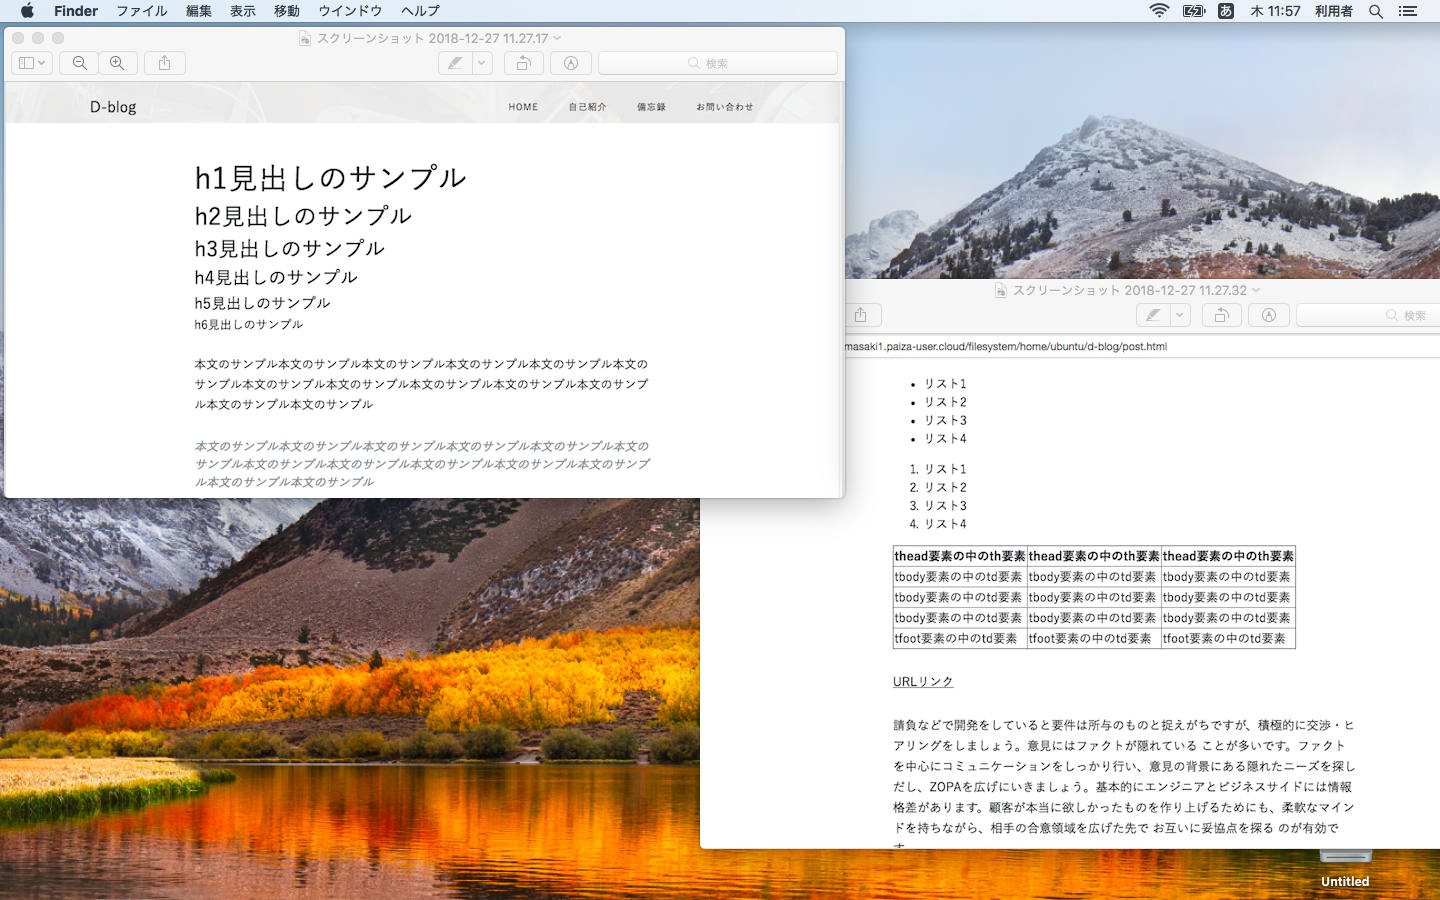 Finder ファイル 編集 表示 移動 ウインドウ ヘルプ
あ 木 11:57 利用者
スクリーンショット 2018-12-27 11.27.17
検索
D-blog
HOME 自己紹介 備忘録 お問い合わせ
h1見出しのサンプル
h2見出しのサンプル
h3見出しのサンプル
h4見出しのサンプル
h5見出しのサンプル
h6見出しのサンプル
本文のサンプル本文のサンプル本文のサンプル本文のサンプル本文のサンプル本文の
サンプル本文のサンプル本文のサンプル本文のサンプル本文のサンプル本文のサンプ
ル本文のサンプル本文のサンプル
本文のサンプル本文のサンプル本文のサンプル本文のサンプル本文のサンプル本文の
サンプル本文のサンプル本文のサンプル本文のサンプル本文のサンプル本文のサンプ
ル本文のサンプル本文のサンプル
スクリーンショット 2018-12-27 11.27.32
検索
masaki1.paiza-user.cloud/filesystem/home/ubuntu/d-blog/post.html
• リスト1
• リスト2
• リスト3
• リスト4
1. リスト1
2. リスト2
3. リスト3
4. リスト4
thead要素の中のth要素 thead要素の中のth要素 thead要素の中のth要素
tbody要素の中のtd要素 tbody要素の中のtd要素 tbody要素の中のtd要素
tbody要素の中のtd要素 tbody要素の中のtd要素 tbody要素の中のtd要素
tbody要素の中のtd要素 tbody要素の中のtd要素 tbody要素の中のtd要素
tfoot要素の中のtd要素 tfoot要素の中のtd要素 tfoot要素の中のtd要素
URLリンク
請負などで開発をしていると要件は所与のものと捉えがちですが、積極的に交渉・ヒ
アリングをしましょう。意見にはファクトが隠れている ことが多いです。ファクト
を中心にコミュニケーションをしっかり行い、意見の背景にある隠れたニーズを探し
だし、ZOPAを広げにいきましょう。基本的にエンジニアとビジネスサイドには情報
格差があります。顧客が本当に欲しかったものを作り上げるためにも、柔軟なマイン
ドを持ちながら、相手の合意領域を広げた先で お互いに妥協点を探る のが有効で
Untitled